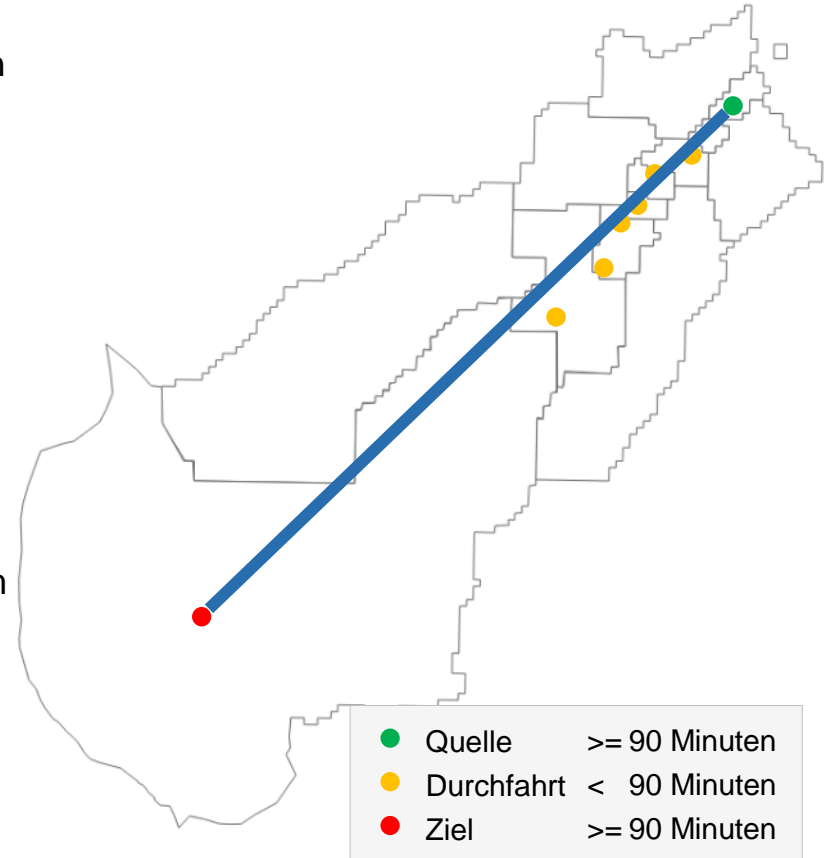 n
n
Quelle >= 90 Minuten
Durchfahrt < 90 Minuten
Ziel >= 90 Minuten